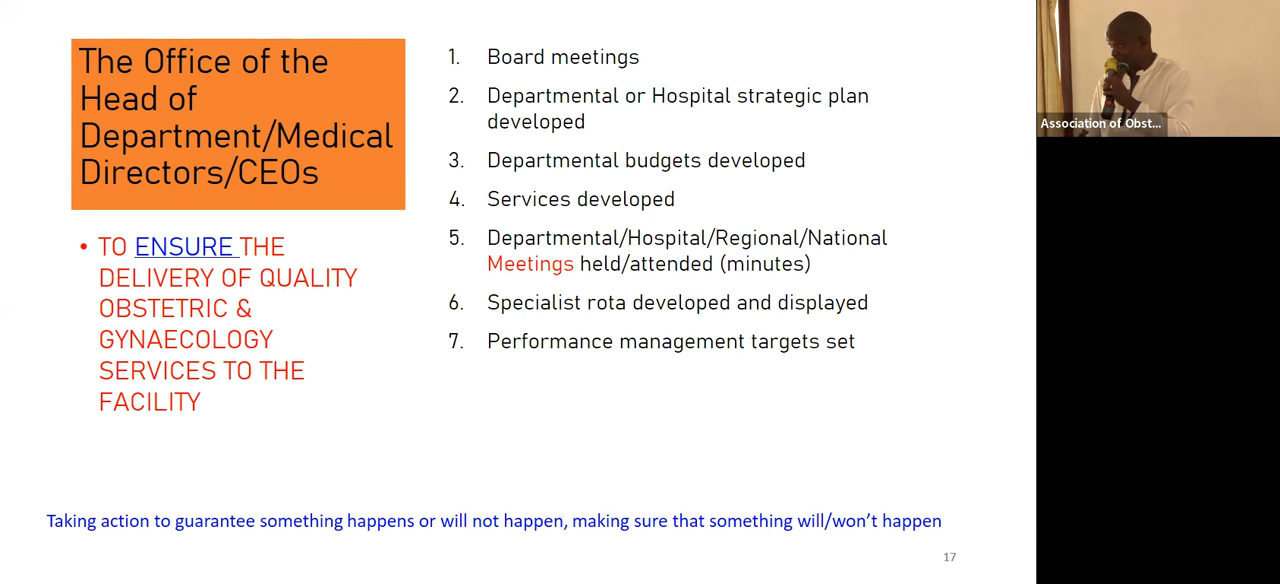 The Office of the
Head of
Department/Medical
Directors/CEOs
• TO ENSURE THE
DELIVERY OF QUALITY
OBSTETRIC &
GYNAECOLOGY
SERVICES TO THE
FACILITY
1. Board meetings
2. Departmental or Hospital strategic plan
developed
3. Departmental budgets developed
4. Services developed
5. Departmental/Hospital/Regional/National
Meetings held/attended (minutes)
6. Specialist rota developed and displayed
7. Performance management targets set
Taking action to guarantee something happens or will not happen, making sure that something will/won't happen
17
Association of Obst...